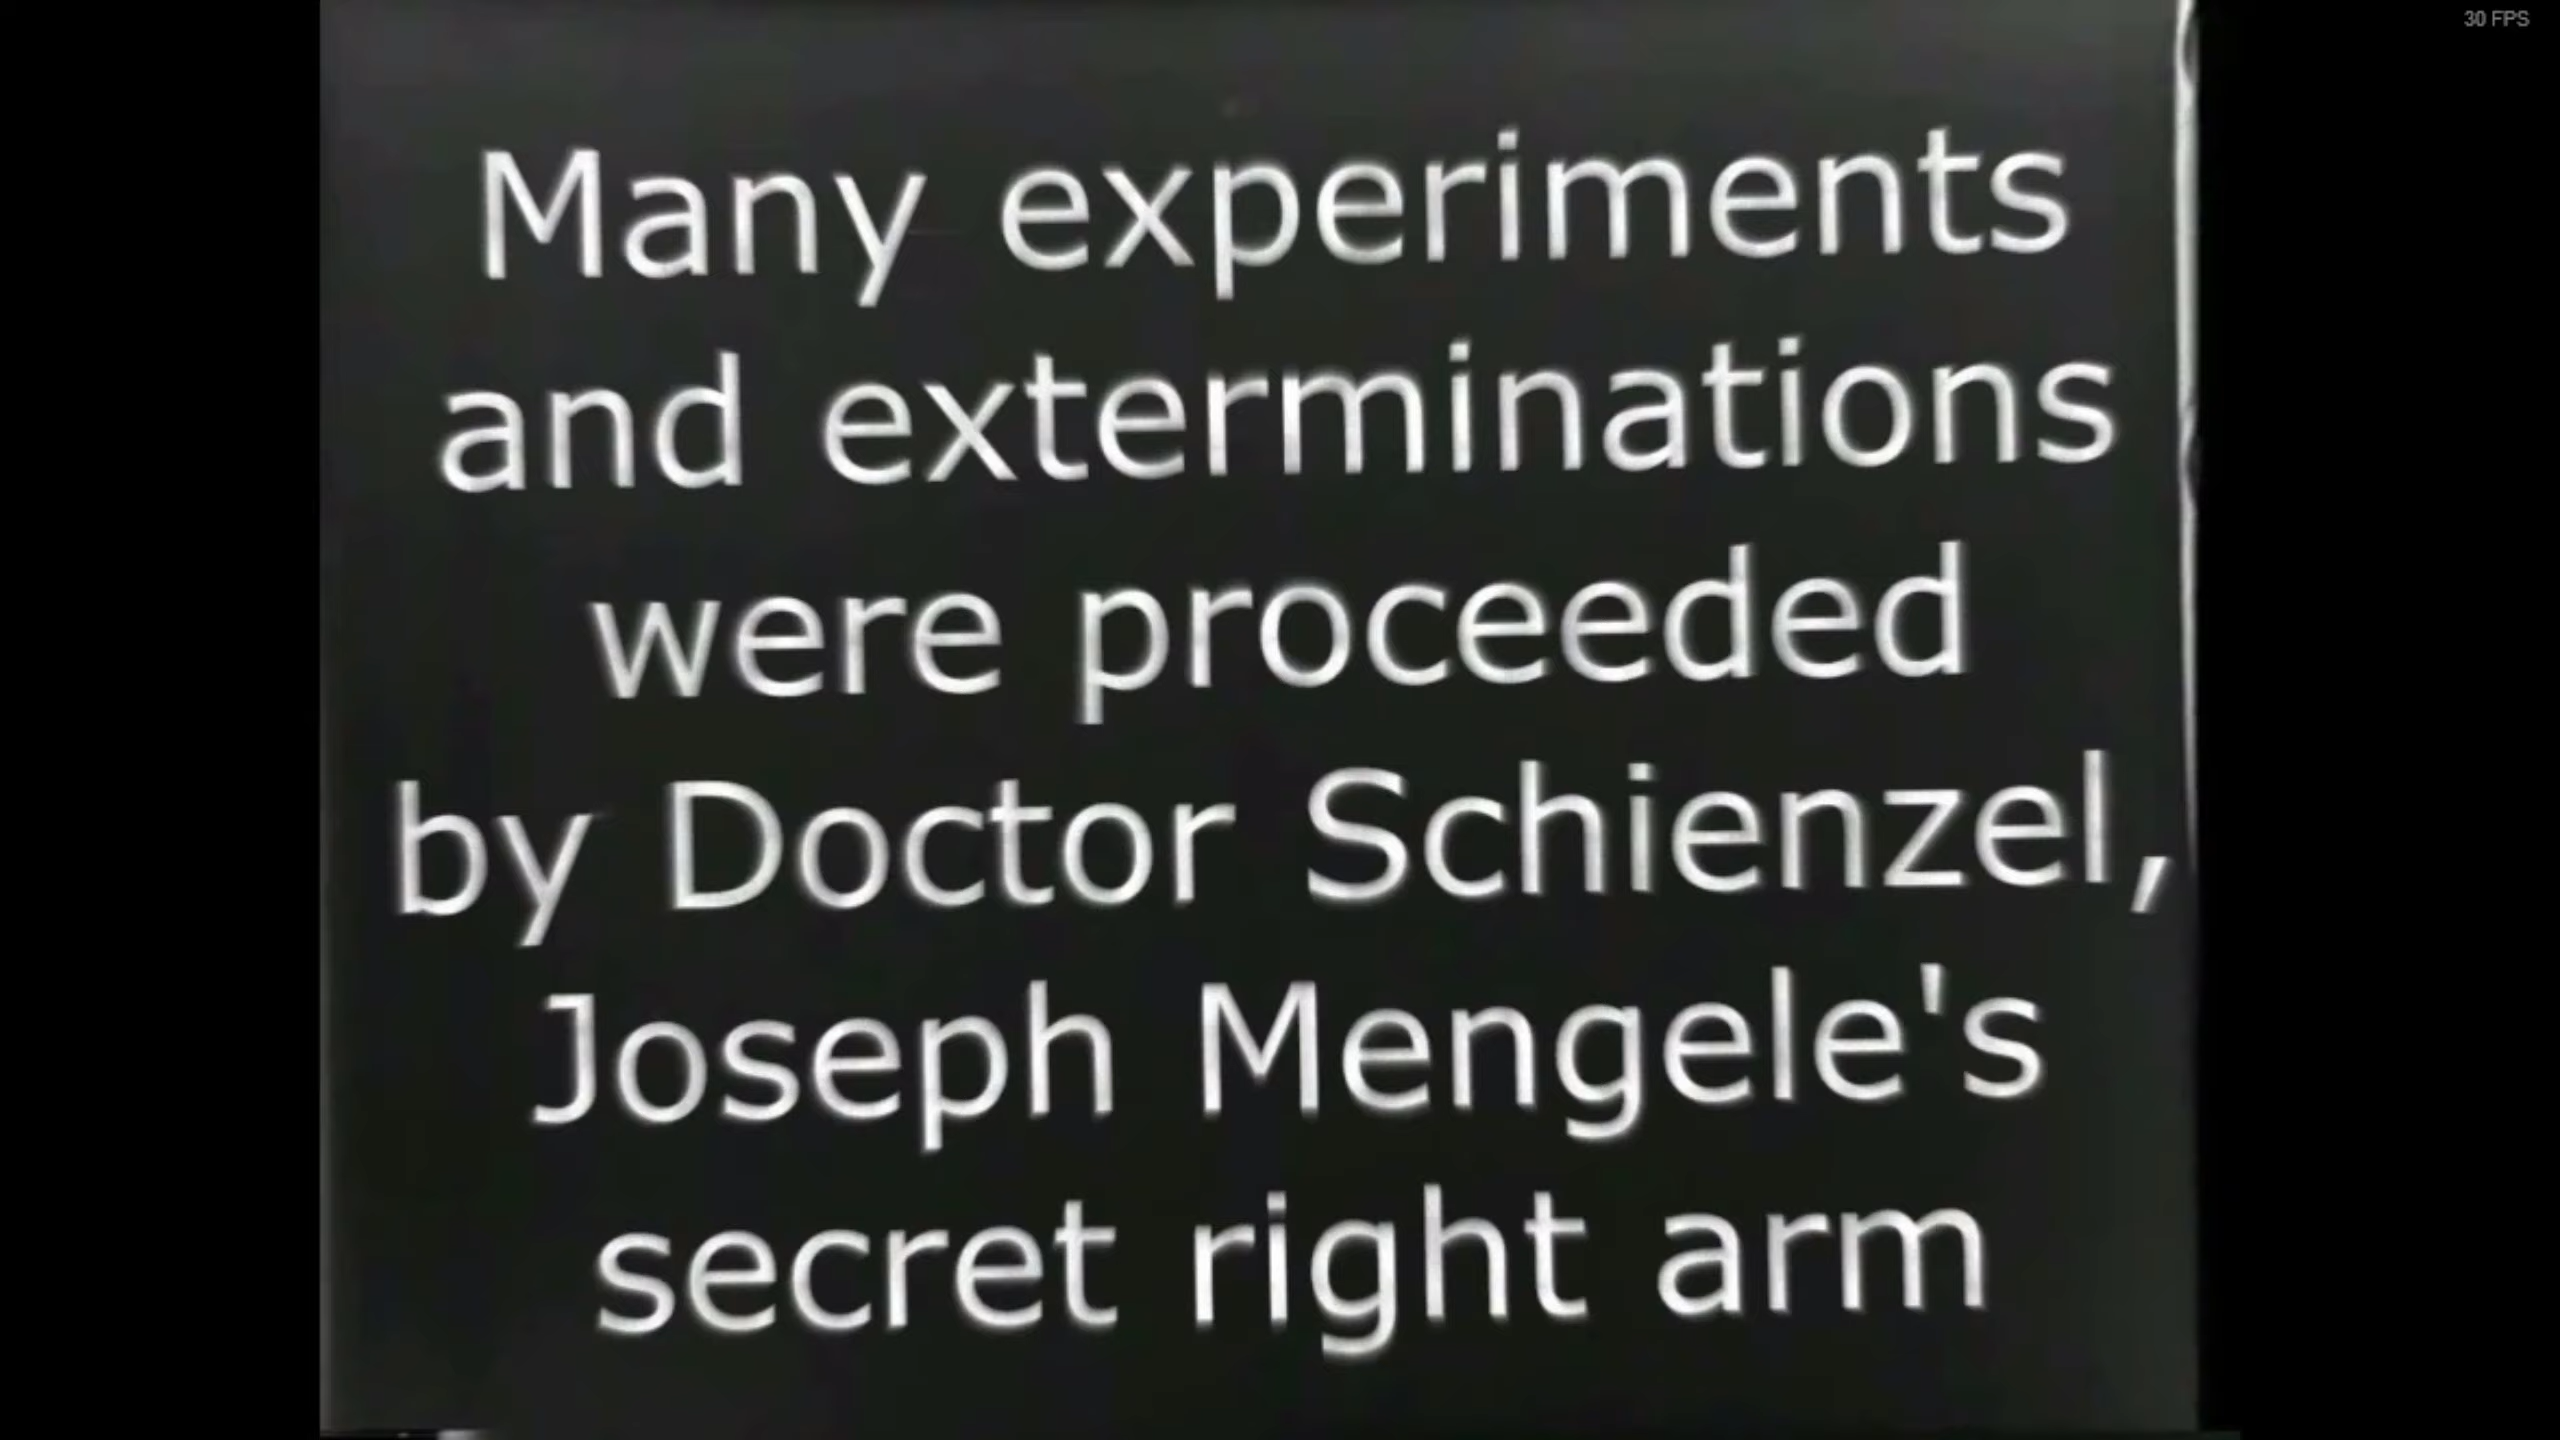 30 FPS
Many experiments
and exterminations
were proceeded
by Doctor Schienzel,
Joseph Mengele's
secret right arm